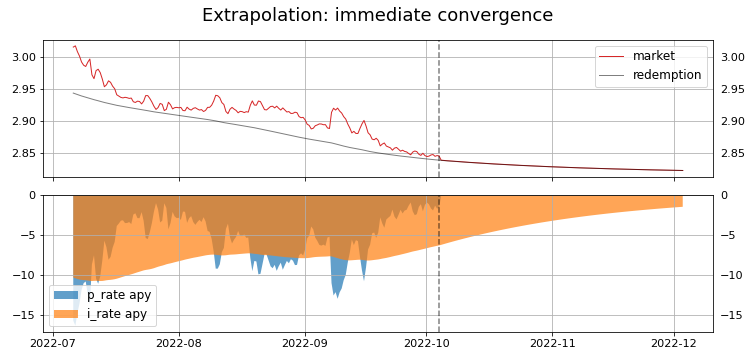 Extrapolation: immediate convergence
3.00 3.00
2.95 2.95
2.90 2.90
2.85 2.85
market
redemption
0 0
−5 −5
−10 −10
−15 −15
p_rate apy
i_rate apy
2022-07 2022-08 2022-09 2022-10 2022-11 2022-12